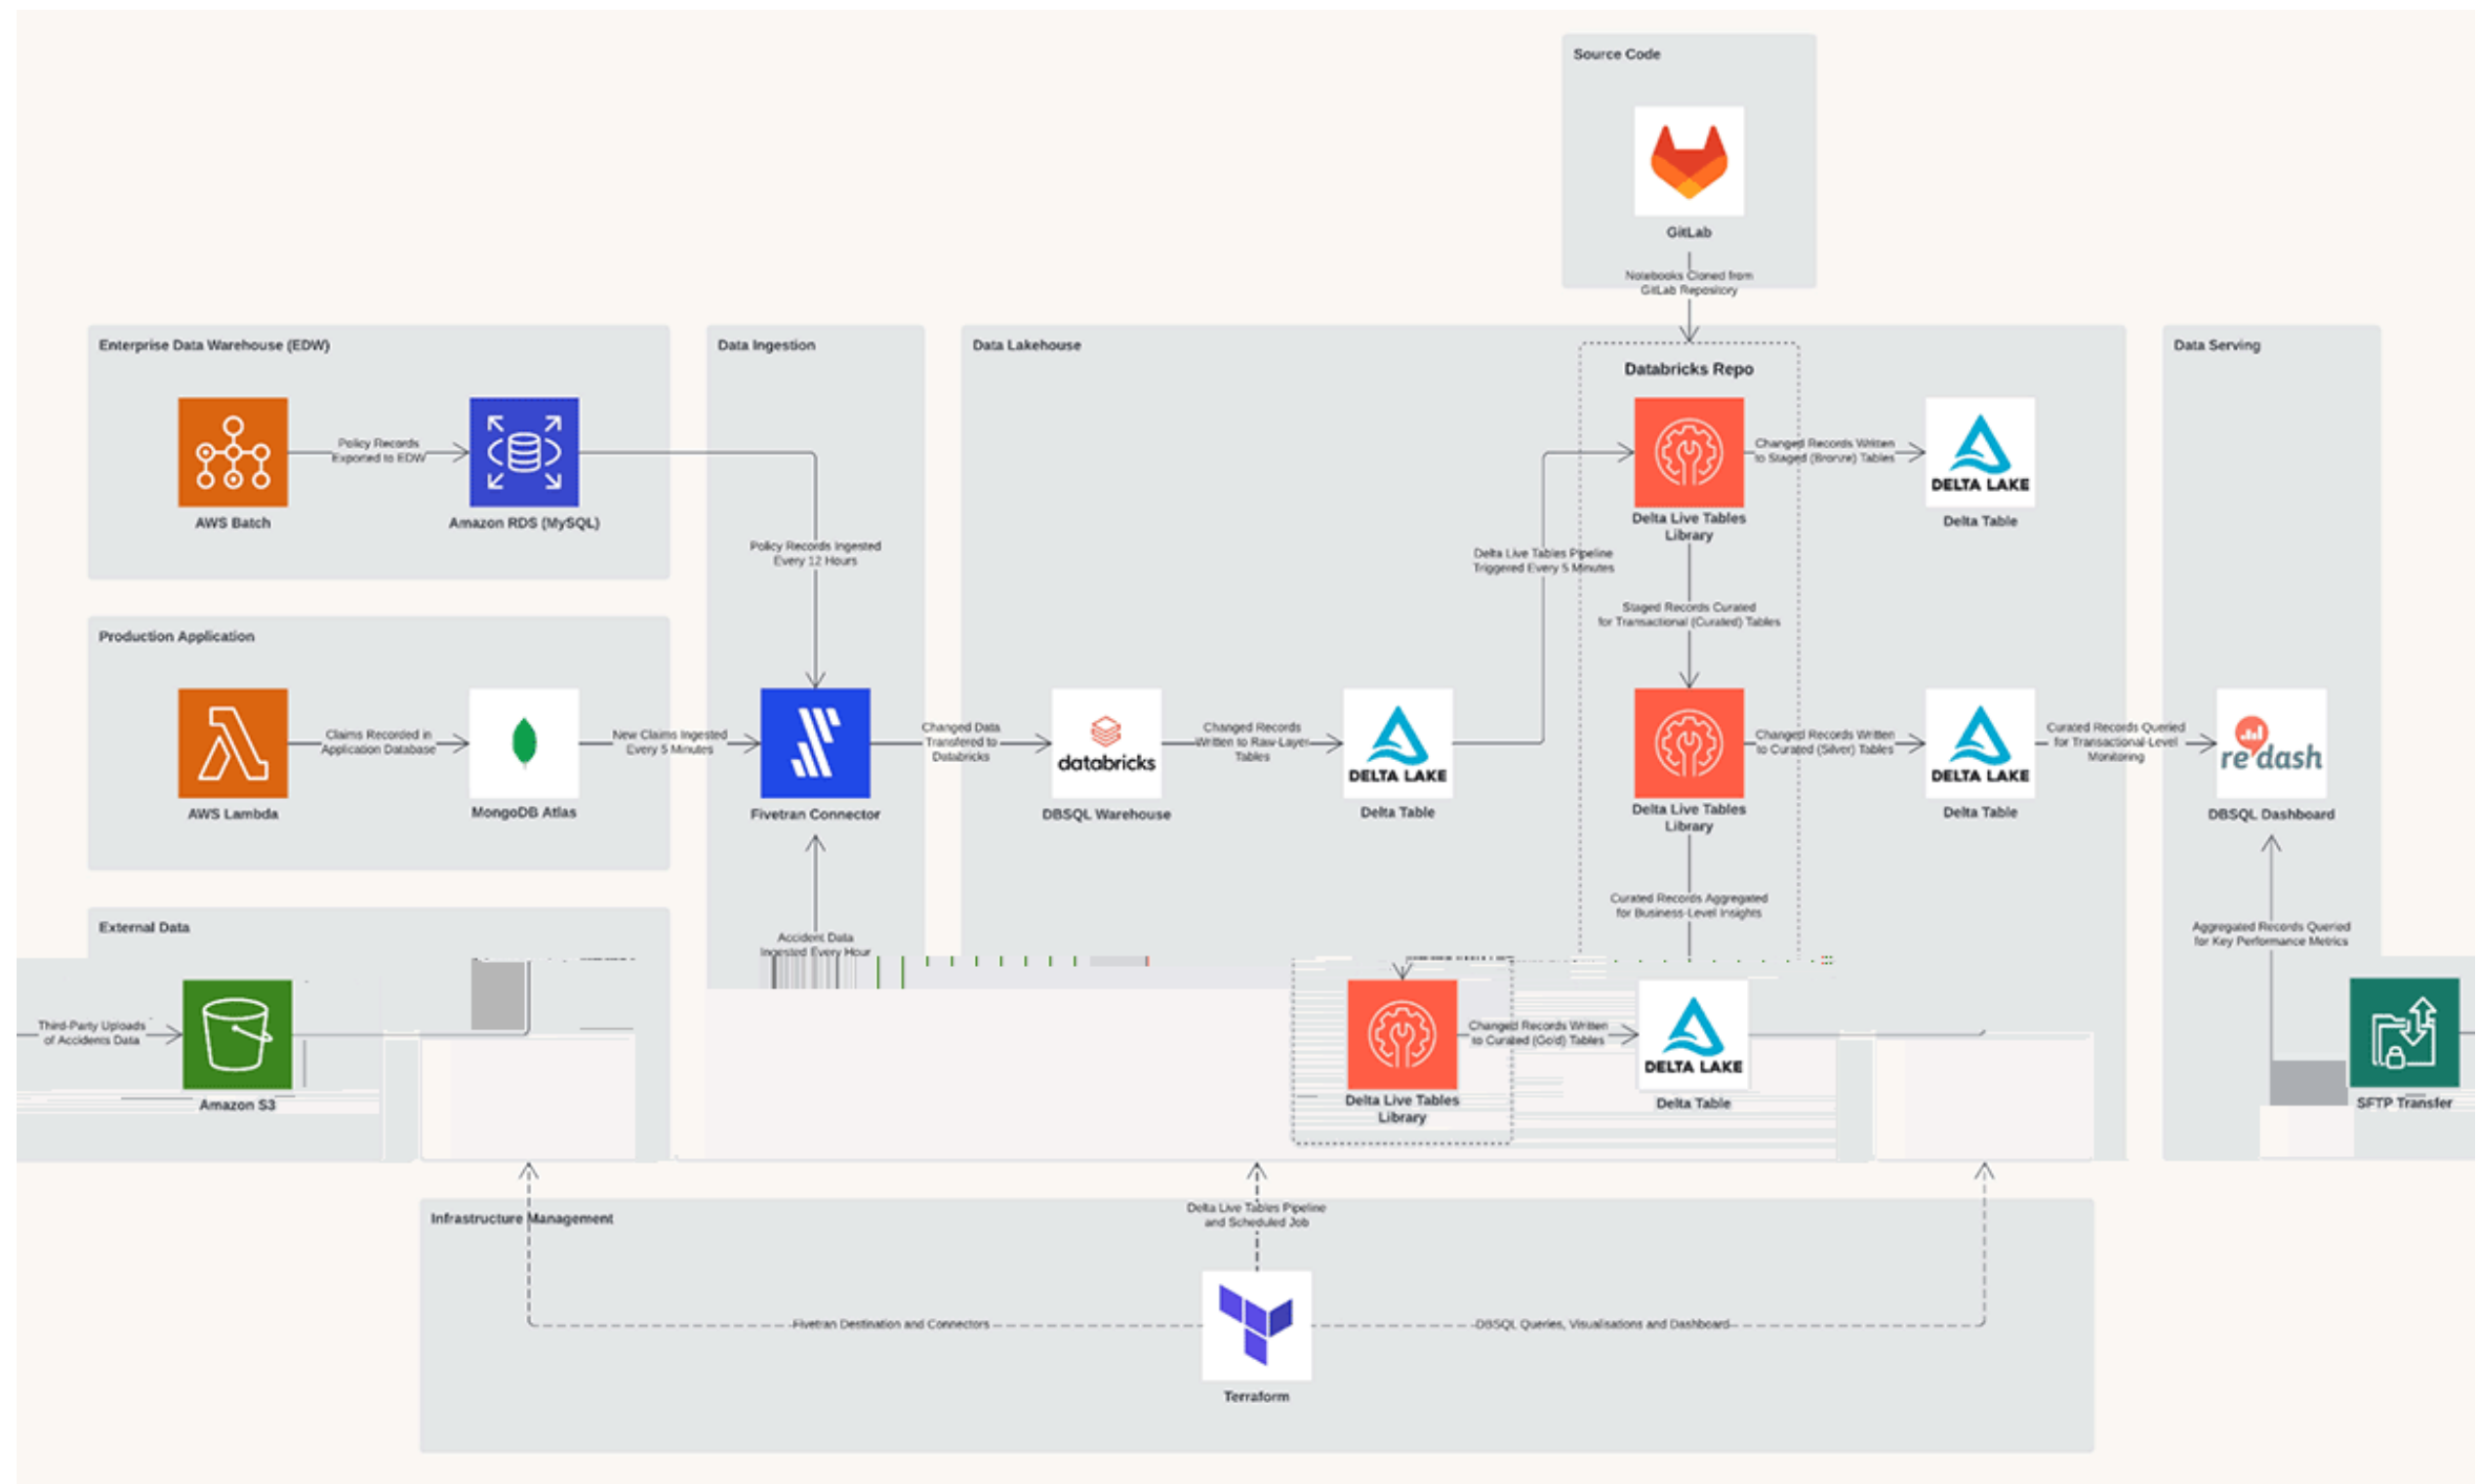 Source Code
GitLab
Notebooks Cloned from
GitLab Repository
Enterprise Data Warehouse (EDW)
Policy Records
Exported to EDW
AWS Batch
Amazon RDS (MySQL)
Production Application
Claims Recorded in
Application Database
AWS Lambda
MongoDB Atlas
New Claims Ingested
Every 5 Minutes
External Data
Third-Party Uploads
of Accidents Data
Amazon S3
Data Ingestion
Policy Records Ingested
Every 12 Hours
Fivetran Connector
Accident Data
Ingested Every Hour
Changed Data
Transfered to
Databricks
Data Lakehouse
databricks
DBSQL Warehouse
Changed Records
Written to Raw-Layer
Tables
DELTA LAKE
Delta Table
Delta Live Tables Pipeline
Triggered Every 5 Minutes
Databricks Repo
Delta Live Tables
Library
Changed Records Written
to Staged (Bronze) Tables
DELTA LAKE
Delta Table
Staged Records Curated
for Transactional (Curated) Tables
Delta Live Tables
Library
Changed Records Written
to Curated (Silver) Tables
DELTA LAKE
Delta Table
Curated Records Aggregated
for Business-Level Insights
Delta Live Tables
Library
Changed Records Written
to Curated (Gold) Tables
DELTA LAKE
Delta Table
Data Serving
Curated Records Queried
for Transactional-Level
Monitoring
re:dash
DBSQL Dashboard
Aggregated Records Queried
for Key Performance Metrics
SFTP Transfer
Infrastructure Management
Delta Live Tables Pipeline
and Scheduled Job
Fivetran Destination and Connectors
DBSQL Queries, Visualisations and Dashboard
Terraform